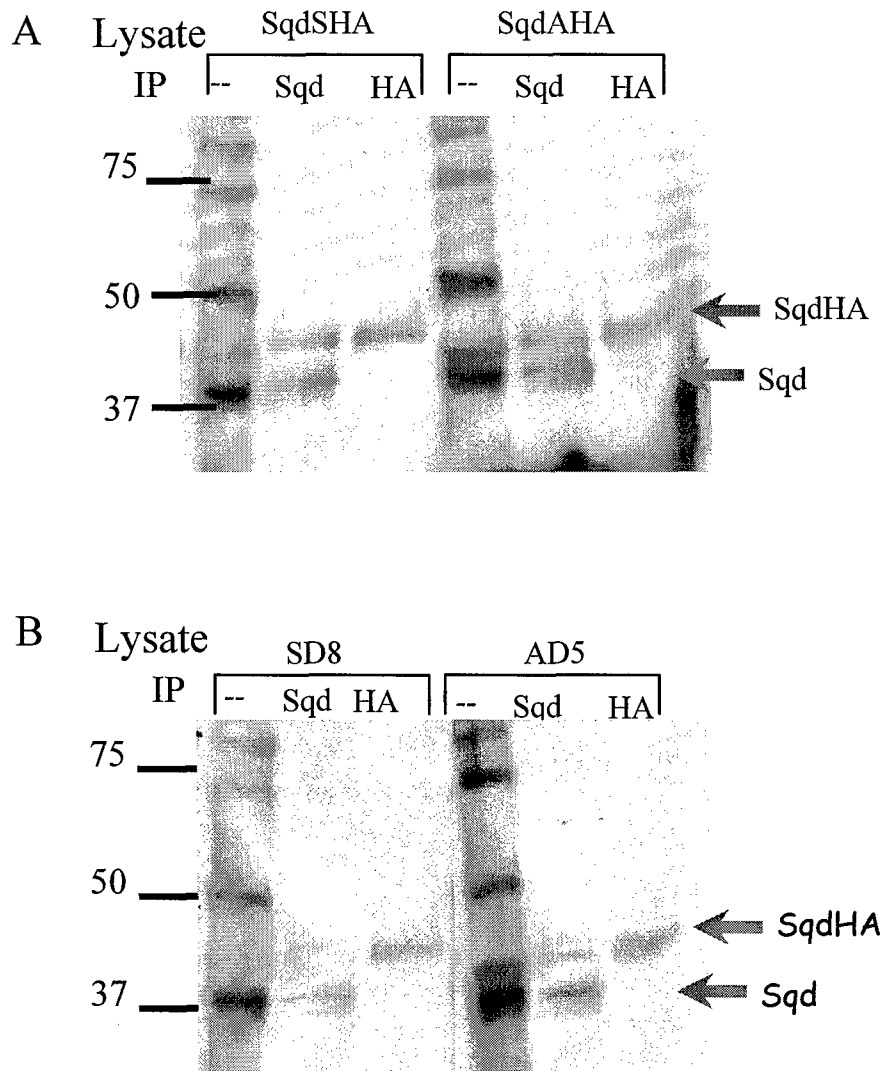 A Lysate SqdSHA SqdAHA
IP -- Sqd HA -- Sqd HA
75
50
SqdHA
Sqd
37
B Lysate SD8 AD5
IP -- Sqd HA -- Sqd HA
75
50
SqdHA
37 Sqd